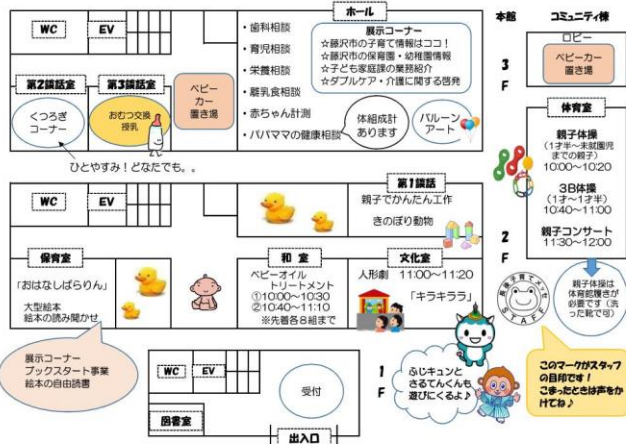 ホール
本館
コミュニティ棟
WC
EV
・歯科相談
・育児相談
・栄養相談
・離乳食相談
・赤ちゃん計測
・パパママの健康相談
展示コーナー
☆藤沢市の子育て情報はココ！
☆藤沢市の保育園・幼稚園情報
☆子ども家庭課の業務紹介
☆ダブルケア・介護に関する啓発
体組成計
あります
バルーン
アート
第2談話室
第3談話室
くつろぎ
コーナー
おむつ交換
授乳
ベビー
カー
置き場
ひとやすみ！どなたでも。。
3
F
ロビー
ベビーカー
置き場
体育室
親子体操
（1才半～未就園児
までの親子）
10:00～10:20
3B体操
（1才～1才半）
10:40～11:00
親子コンサート
11:30～12:00
WC
EV
第1談話
親子でかんたん工作
きのぼり動物
2
F
保育室
「おはなしぱらりん」
大型絵本
絵本の読み聞かせ
和 室
ベビーオイル
トリートメント
①10:00～10:30
②10:40～11:10
※先着各8組まで
文化室
人形劇 11:00～11:20
「キラキララ」
STAFF
親子体操は
体育館履きが
必要です（洗
った靴で可）
展示コーナー
ブックスタート事業
絵本の自由読書
WC
EV
受付
図書室
出入口
1
F
ふじキュンと
さるてんくんも
遊びにくるよ♪
このマークがスタッフ
の目印です！
こまったときは声をか
けてね♪